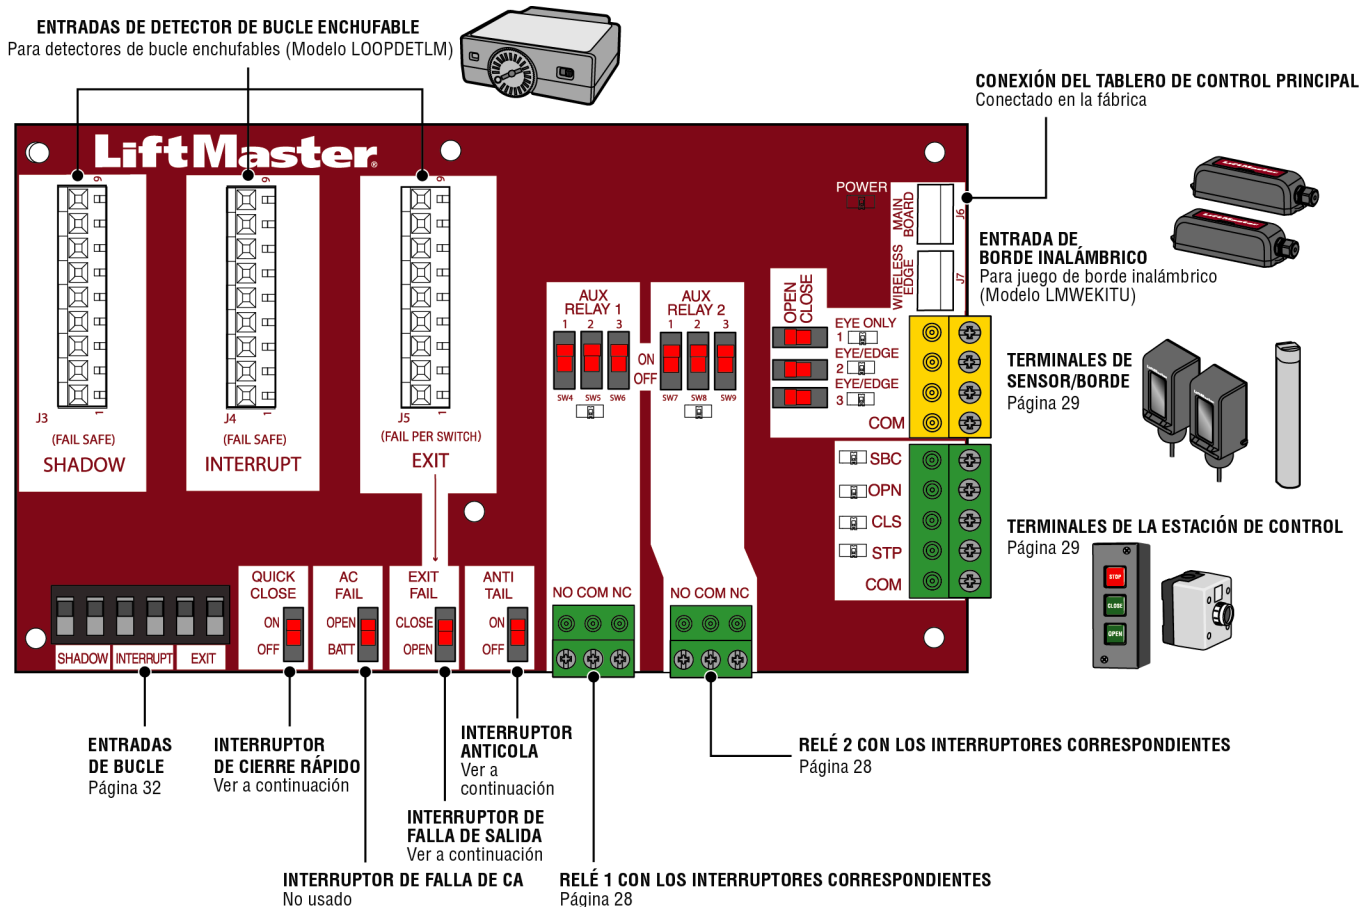 ENTRADAS DE DETECTOR DE BUCLE ENCHUFABLE
Para detectores de bucle enchufables (Modelo LOOPDETLM)
CONEXIÓN DEL TABLERO DE CONTROL PRINCIPAL
Conectado en la fábrica
LiftMaster®
9
9
9
J3
1
(FAIL SAFE)
SHADOW
J4
1
(FAIL SAFE)
INTERRUPT
J5
1
(FAIL PER SWITCH)
EXIT
POWER
MAIN
BOARD
J6
WIRELESS
EDGE
J7
LiftMaster
LiftMaster
ENTRADA DE
BORDE INALÁMBRICO
Para juego de borde inalámbrico
(Modelo LMWEKITU)
AUX
RELAY 1
1 2 3
SW4 SW5 SW6
ON
OFF
AUX
RELAY 2
1 2 3
SW7 SW8 SW9
OPEN
CLOSE
EYE ONLY
1
EYE/EDGE
2
EYE/EDGE
3
COM
TERMINALES DE
SENSOR/BORDE
Página 29
SBC
OPN
CLS
STP
COM
TERMINALES DE LA ESTACIÓN DE CONTROL
Página 29
STOP
CLOSE
OPEN
SHADOW INTERRUPT EXIT
QUICK
CLOSE
ON
OFF
AC
FAIL
OPEN
BATT
EXIT
FAIL
CLOSE
OPEN
ANTI
TAIL
ON
OFF
NO COM NC
NO COM NC
ENTRADAS
DE BUCLE
Página 32
INTERRUPTOR
DE CIERRE RÁPIDO
Ver a continuación
INTERRUPTOR DE FALLA DE CA
No usado
INTERRUPTOR DE
FALLA DE SALIDA
Ver a continuación
INTERRUPTOR
ANTICOLA
Ver a
continuación
RELÉ 1 CON LOS INTERRUPTORES CORRESPONDIENTES
Página 28
RELÉ 2 CON LOS INTERRUPTORES CORRESPONDIENTES
Página 28